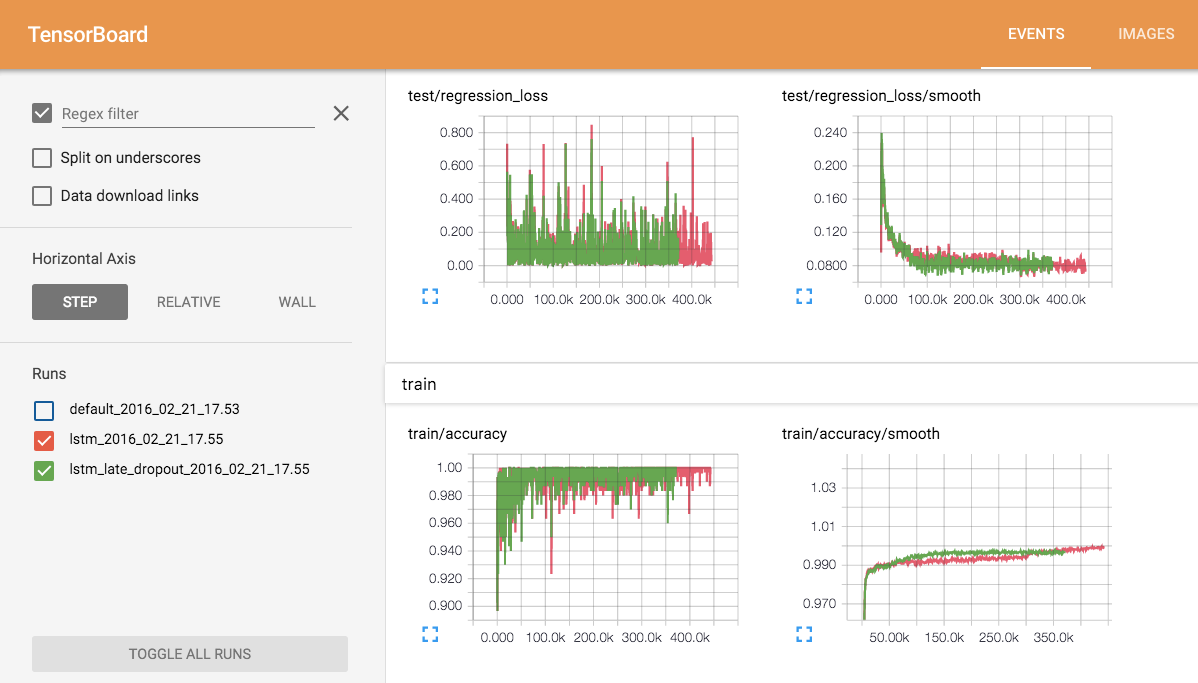 TensorBoard
EVENTS
IMAGES
Regex filter
Split on underscores
Data download links
Horizontal Axis
STEP RELATIVE WALL
Runs
default_2016_02_21_17.53
lstm_2016_02_21_17.55
lstm_late_dropout_2016_02_21_17.55
TOGGLE ALL RUNS
test/regression_loss
0.800
0.600
0.400
0.200
0.00
0.000 100.0k 200.0k 300.0k 400.0k
test/regression_loss/smooth
0.240
0.200
0.160
0.120
0.0800
0.000 100.0k 200.0k 300.0k 400.0k
train
train/accuracy
1.00
0.980
0.960
0.940
0.920
0.900
0.000 100.0k 200.0k 300.0k 400.0k
train/accuracy/smooth
1.03
1.01
0.990
0.970
50.00k 150.0k 250.0k 350.0k